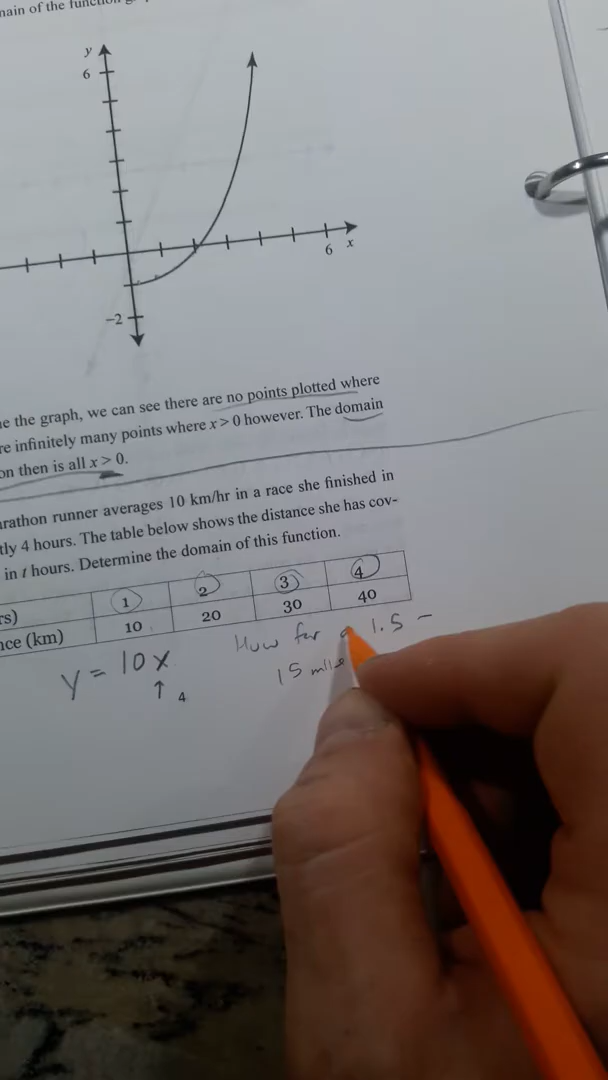 main of the function
y
6
6 x
-2
the graph, we can see there are no points plotted where
re infinitely many points where x > 0 however. The domain
on then is all x > 0.
arathon runner averages 10 km/hr in a race she finished in
tly 4 hours. The table below shows the distance she has cov-
in t hours. Determine the domain of this function.
rs) 1 2 3 4
nce (km) 10 20 30 40
How far 1.5 -
y = 10x 15
4